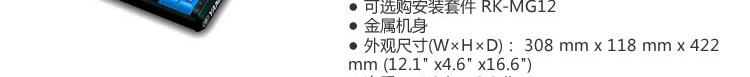 ● 可选购安装套件 RK-MG12
● 金属机身
● 外观尺寸(W×H×D) ：308 mm x 118 mm x 422
mm (12.1" x4.6" x16.6")